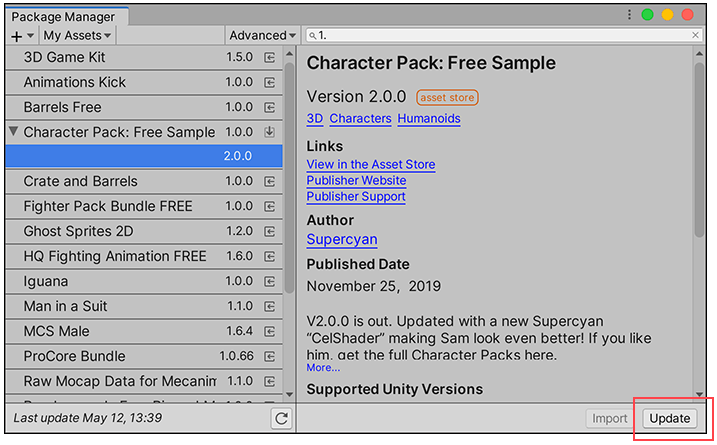 Package Manager
+ My Assets Advanced 1.
3D Game Kit 1.5.0
Animations Kick 1.0.0
Barrels Free 1.0.0
Character Pack: Free Sample 1.0.0
2.0.0
Crate and Barrels 1.0.0
Fighter Pack Bundle FREE 1.0.0
Ghost Sprites 2D 1.2.0
HQ Fighting Animation FREE 1.6.0
Iguana 1.0.0
Man in a Suit 1.1.0
MCS Male 1.6.4
ProCore Bundle 1.0.66
Raw Mocap Data for Mecanim 1.1.0
Last update May 12, 13:39
Character Pack: Free Sample
Version 2.0.0 asset store
3D Characters Humanoids
Links
View in the Asset Store
Publisher Website
Publisher Support
Author
Supercyan
Published Date
November 25, 2019
V2.0.0 is out. Updated with a new Supercyan
“CelShader” making Sam look even better! If you like
him, get the full Character Packs here.
More...
Supported Unity Versions
Import Update